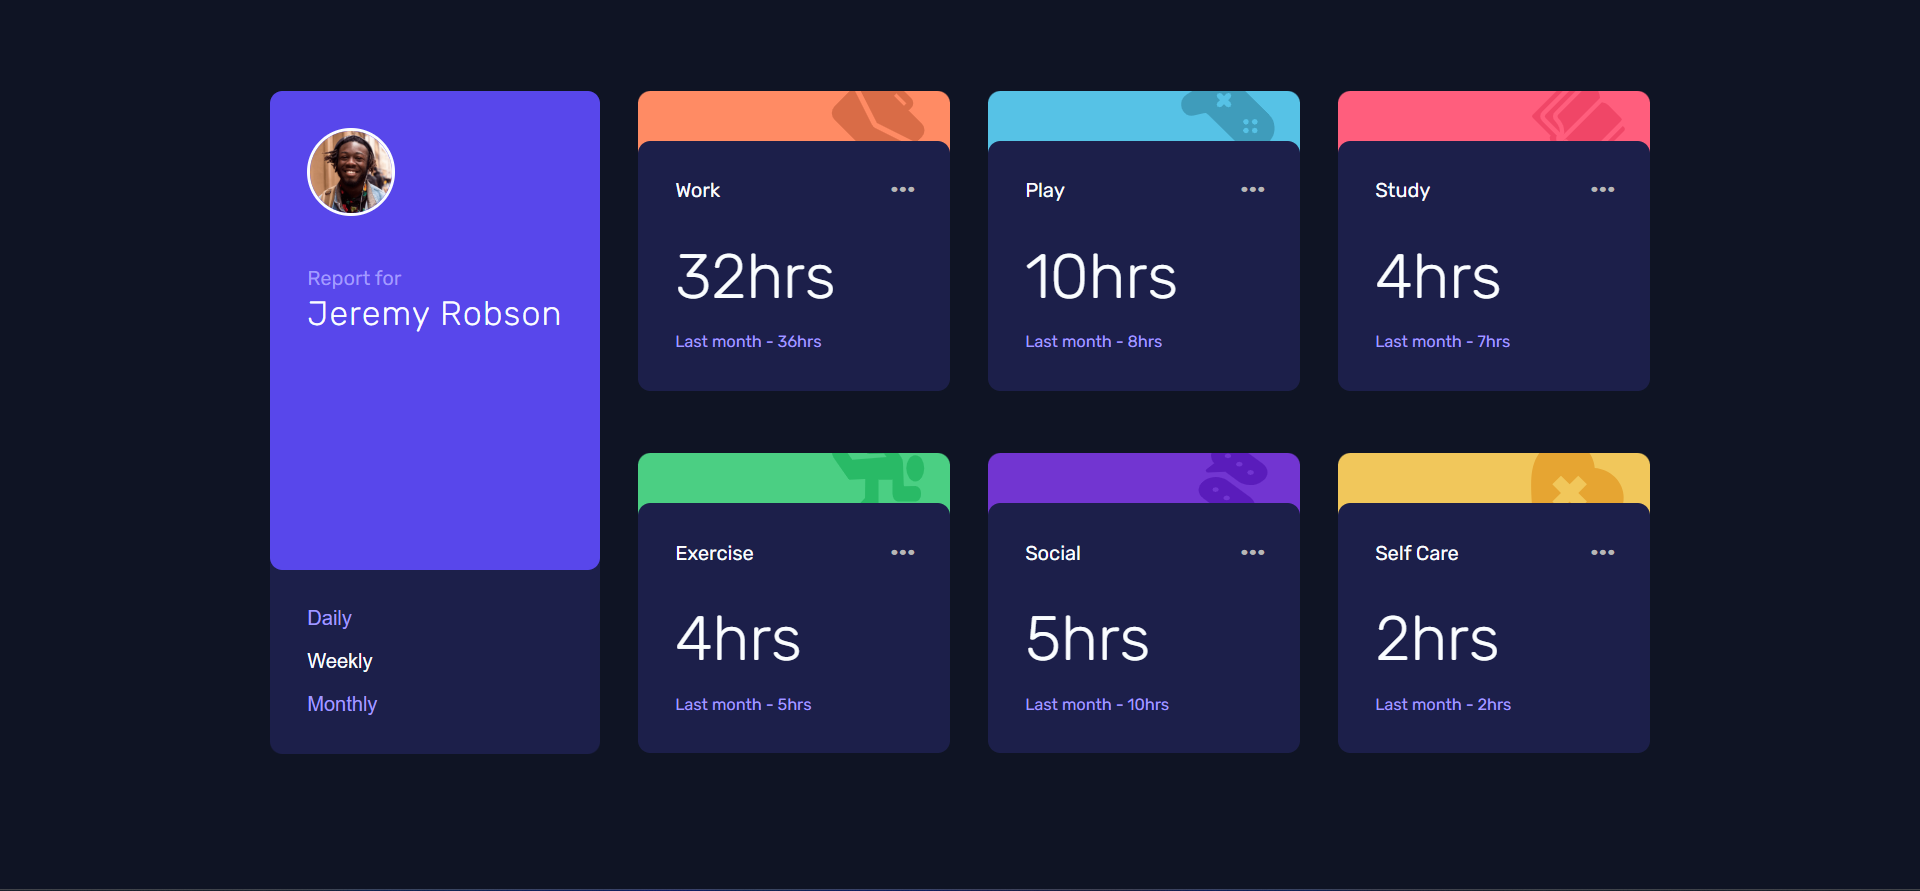 Report for
Jeremy Robson
Daily
Weekly
Monthly
Work
32hrs
Last month - 36hrs
Play
10hrs
Last month - 8hrs
Study
4hrs
Last month - 7hrs
Exercise
4hrs
Last month - 5hrs
Social
5hrs
Last month - 10hrs
Self Care
2hrs
Last month - 2hrs